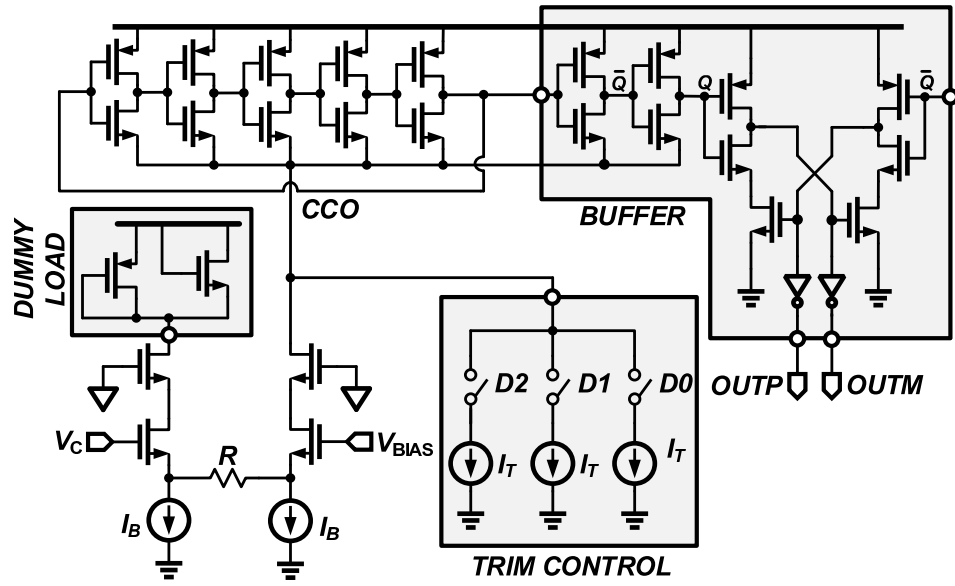 Q̅
Q
Q̅
CCO
BUFFER
DUMMY
LOAD
D2
D1
D0
OUTP
OUTM
V_C
R
V_BIAS
I_T
I_T
I_T
I_B
I_B
TRIM CONTROL